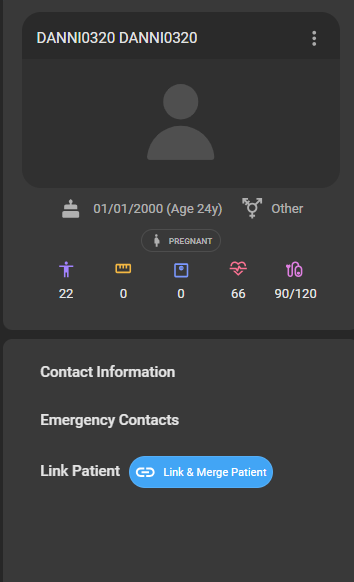 DANNI0320 DANNI0320
01/01/2000 (Age 24y) Other
PREGNANT
22 0 0 66 90/120
Contact Information
Emergency Contacts
Link Patient Link & Merge Patient